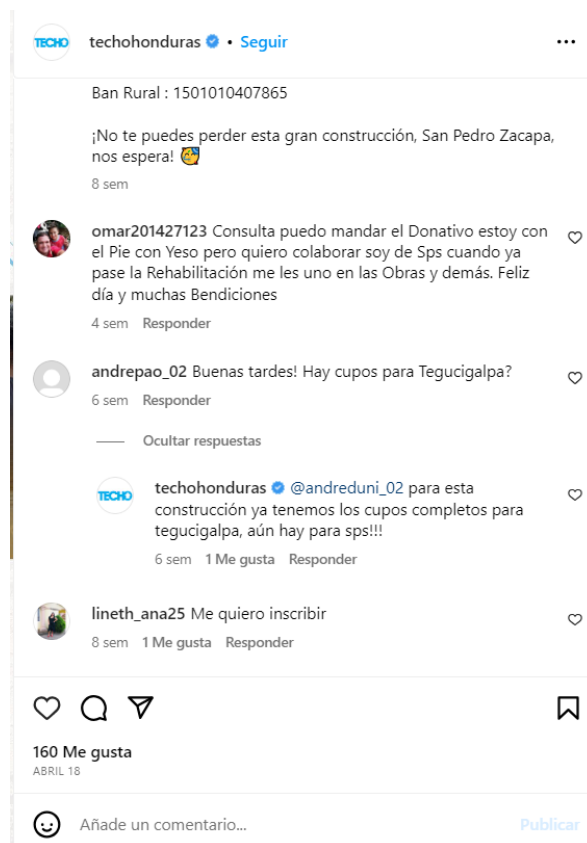 TECHO
techohonduras • Seguir
Ban Rural : 1501010407865
¡No te puedes perder esta gran construcción, San Pedro Zacapa,
nos espera! 🥳
8 sem
omar201427123 Consulta puedo mandar el Donativo estoy con
el Pie con Yeso pero quiero colaborar soy de Sps cuando ya
pase la Rehabilitación me les uno en las Obras y demás. Feliz
día y muchas Bendiciones
4 sem Responder
andrepao_02 Buenas tardes! Hay cupos para Tegucigalpa?
6 sem Responder
Ocultar respuestas
TECHO
techohonduras @andreduni_02 para esta
construcción ya tenemos los cupos completos para
tegucigalpa, aún hay para sps!!!
6 sem 1 Me gusta Responder
lineth_ana25 Me quiero inscribir
8 sem 1 Me gusta Responder
160 Me gusta
ABRIL 18
Añade un comentario... Publicar